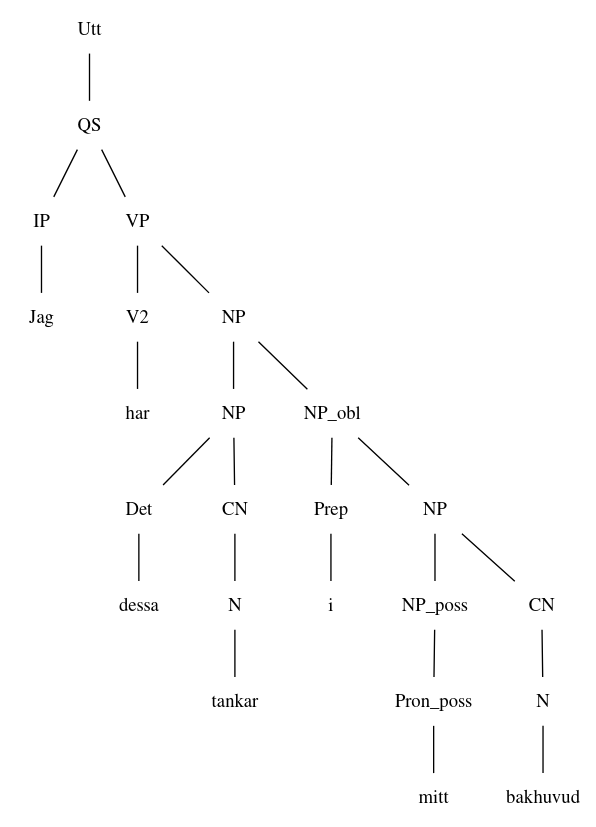 Utt
QS
IP VP
Jag V2 NP
har NP NP_obl
Det CN Prep NP
dessa N i NP_poss CN
tankar Pron_poss N
mitt bakhuvud